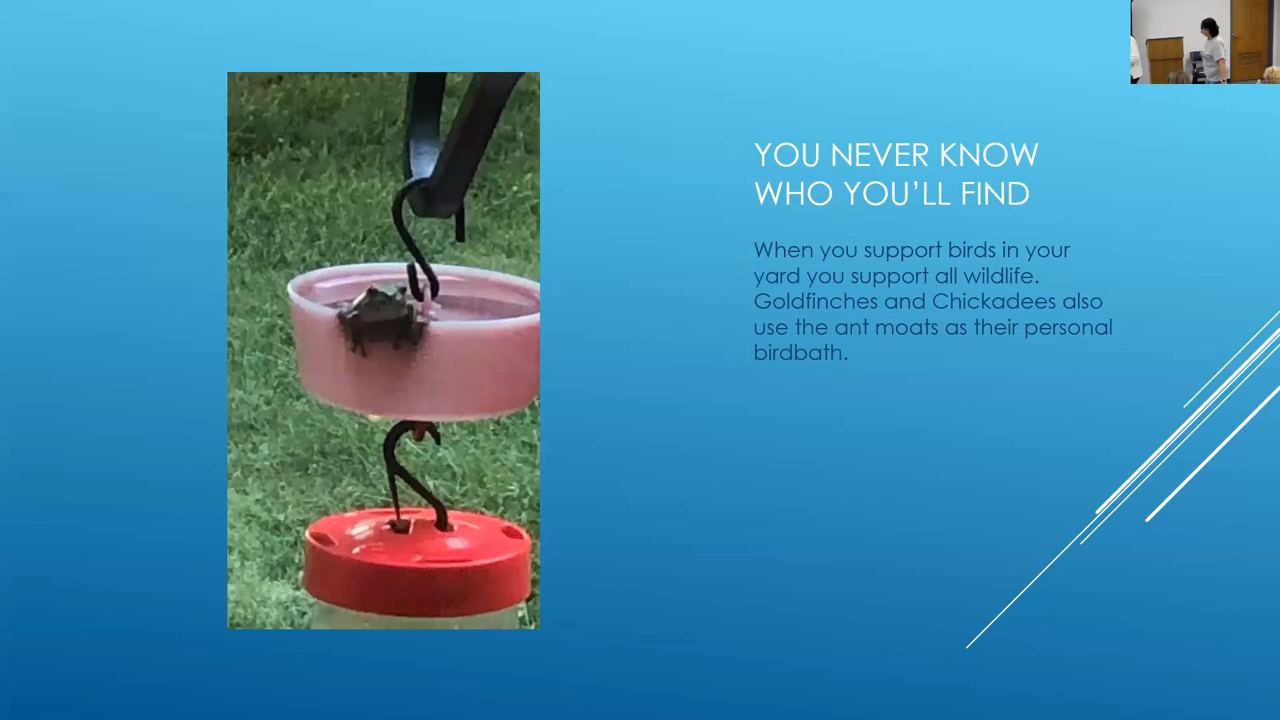 YOU NEVER KNOW
WHO YOU’LL FIND
When you support birds in your
yard you support all wildlife.
Goldfinches and Chickadees also
use the ant moats as their personal
birdbath.